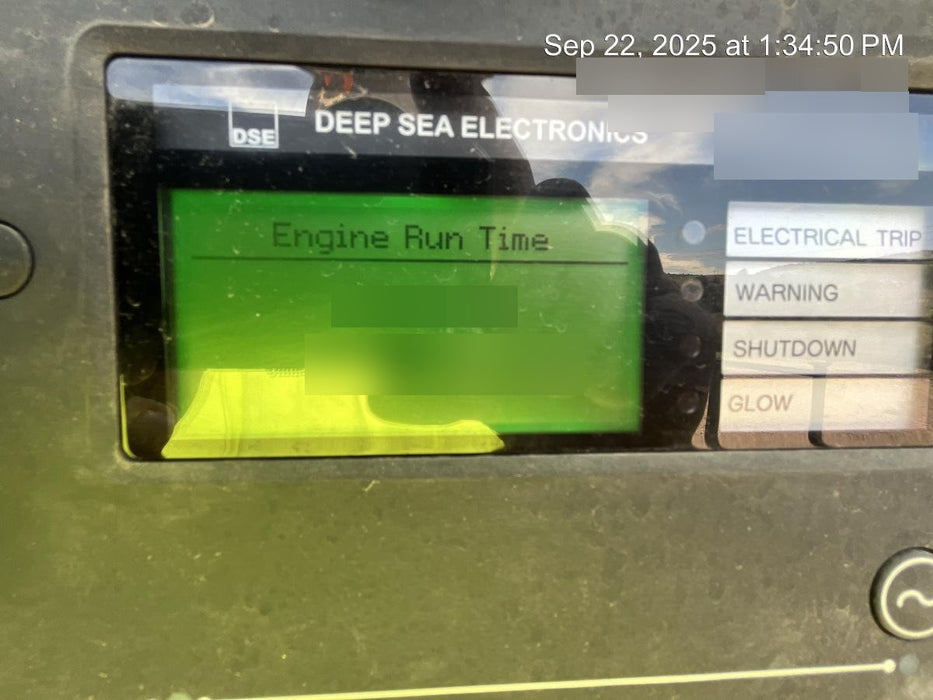 Sep 22, 2025 at 1:34:50 PM
DSE
DEEP SEA ELECTRONICS
Engine Run Time
ELECTRICAL TRIP
WARNING
SHUTDOWN
GLOW